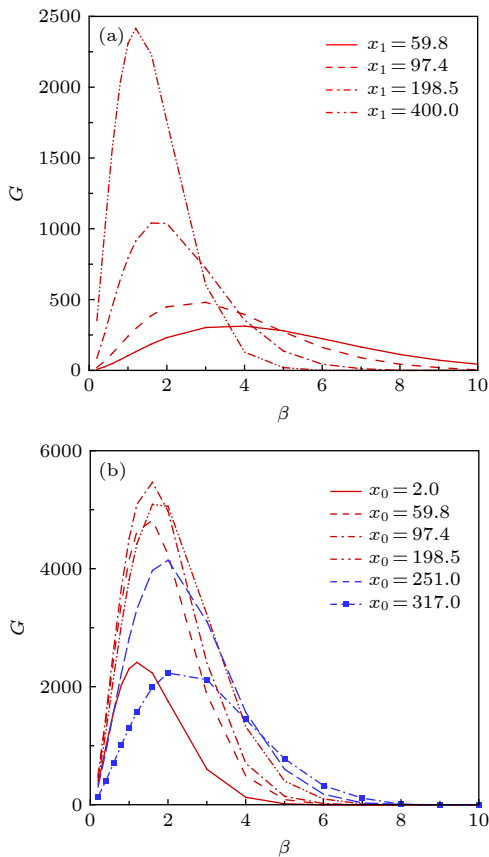 (a)
x₁ = 59.8
x₁ = 97.4
x₁ = 198.5
x₁ = 400.0
2500
2000
1500
1000
500
0
G
0 2 4 6 8 10
β
(b)
x₀ = 2.0
x₀ = 59.8
x₀ = 97.4
x₀ = 198.5
x₀ = 251.0
x₀ = 317.0
6000
4000
2000
0
G
0 2 4 6 8 10
β